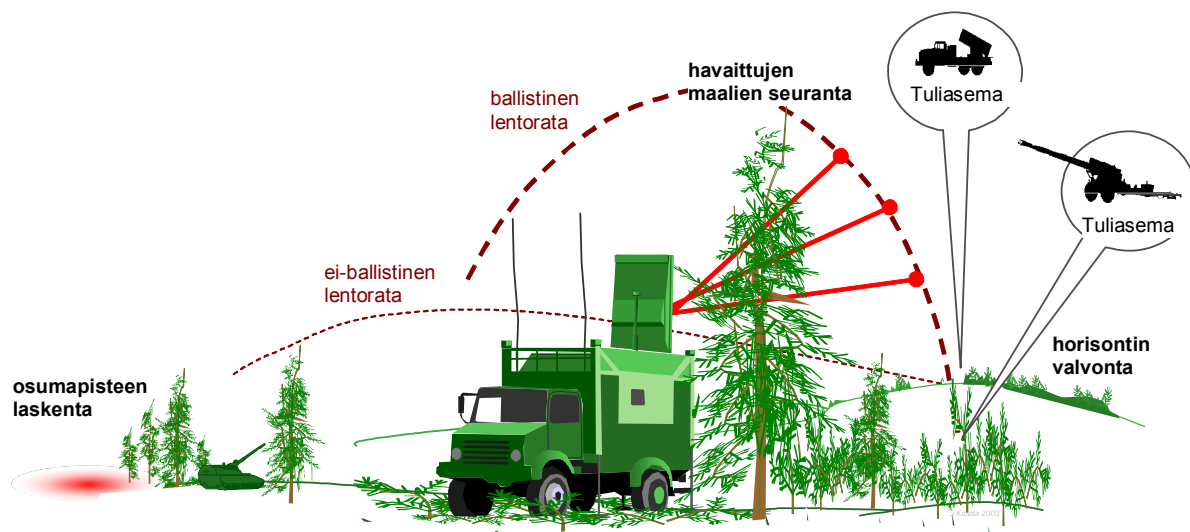 havaittujen
maalien seuranta
Tuliasema
ballistinen
lentorata
Tuliasema
ei-ballistinen
lentorata
horisontin
valvonta
osumapisteen
laskenta